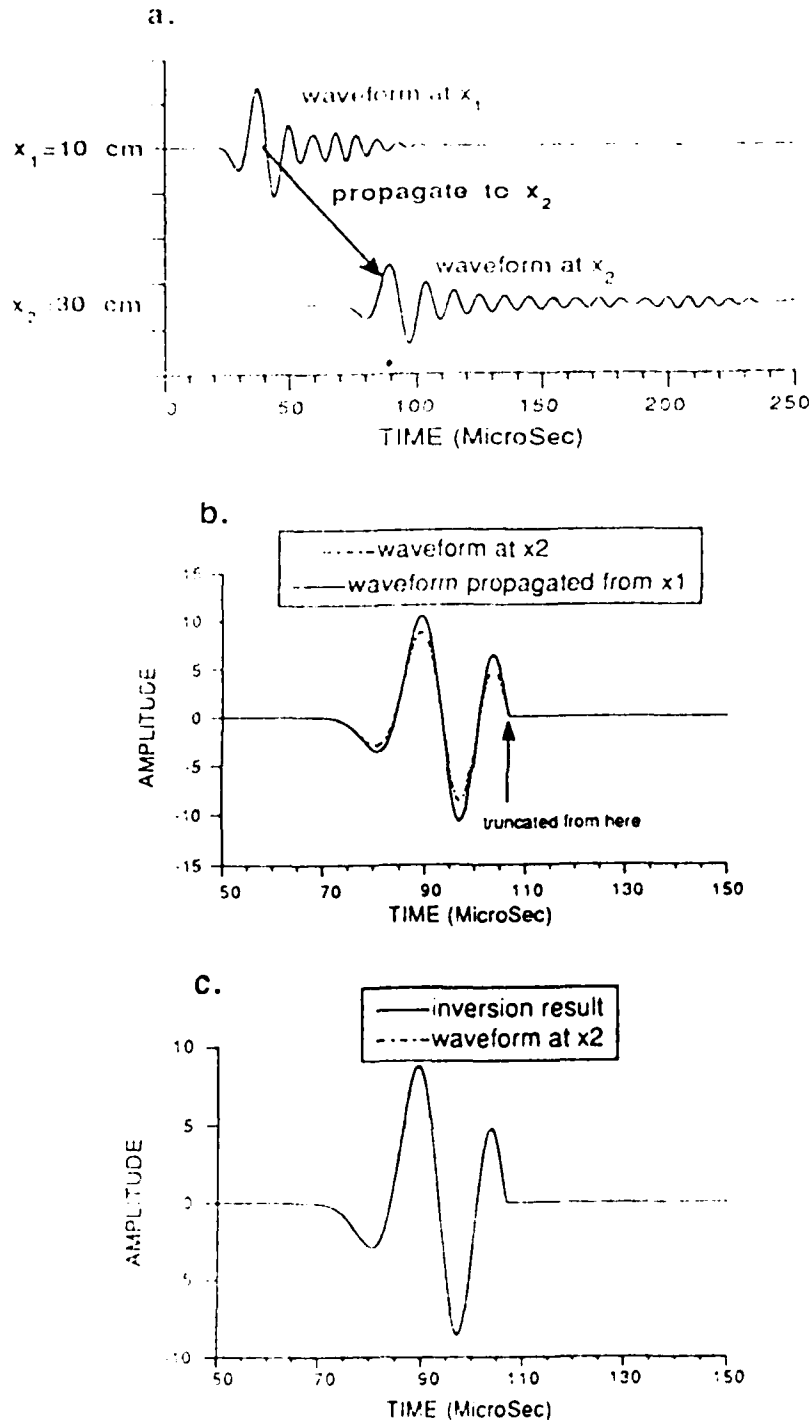 a.
waveform at x1
x1=10 cm
propagate to x2
waveform at x2
x2 30 cm
0 50 100 150 200 250
TIME (MicroSec)
b.
waveform at x2
waveform propagated from x1
15
10
5
0
-5
-10
-15
AMPLITUDE
truncated from here
50 70 90 110 130 150
TIME (MicroSec)
c.
inversion result
waveform at x2
10
5
0
5
-10
AMPLITUDE
50 70 90 110 130 150
TIME (MicroSec)